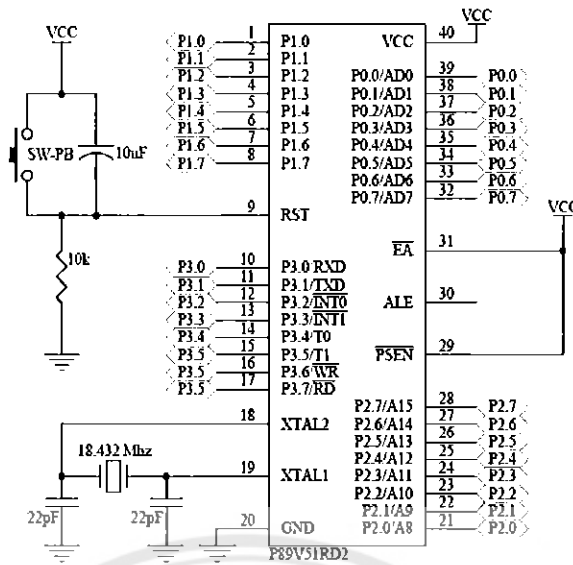 VCC
SW-PB
10uF
10k
18.432 Mhz
22pF
22pF
P1.0 1 P1.0
P1.1 2 P1.1
P1.2 3 P1.2
P1.3 4 P1.3
P1.4 5 P1.4
P1.5 6 P1.5
P1.6 7 P1.6
P1.7 8 P1.7
9 RST
P3.0 10 P3.0/RXD
P3.1 11 P3.1/TXD
P3.2 12 P3.2/INT0
P3.3 13 P3.3/INT1
P3.4 14 P3.4/T0
P3.5 15 P3.5/T1
P3.5 16 P3.6/WR
P3.5 17 P3.7/RD
18 XTAL2
19 XTAL1
20 GND
VCC 40 VCC
P0.0/AD0 39 P0.0
P0.1/AD1 38 P0.1
P0.2/AD2 37 P0.2
P0.3/AD3 36 P0.3
P0.4/AD4 35 P0.4
P0.5/AD5 34 P0.5
P0.6/AD6 33 P0.6
P0.7/AD7 32 P0.7
VCC
EA 31
ALE 30
PSEN 29
P2.7/A15 28 P2.7
P2.6/A14 27 P2.6
P2.5/A13 26 P2.5
P2.4/A12 25 P2.4
P2.3/A11 24 P2.3
P2.2/A10 23 P2.2
P2.1/A9 22 P2.1
P2.0/A8 21 P2.0
P89V51RD2